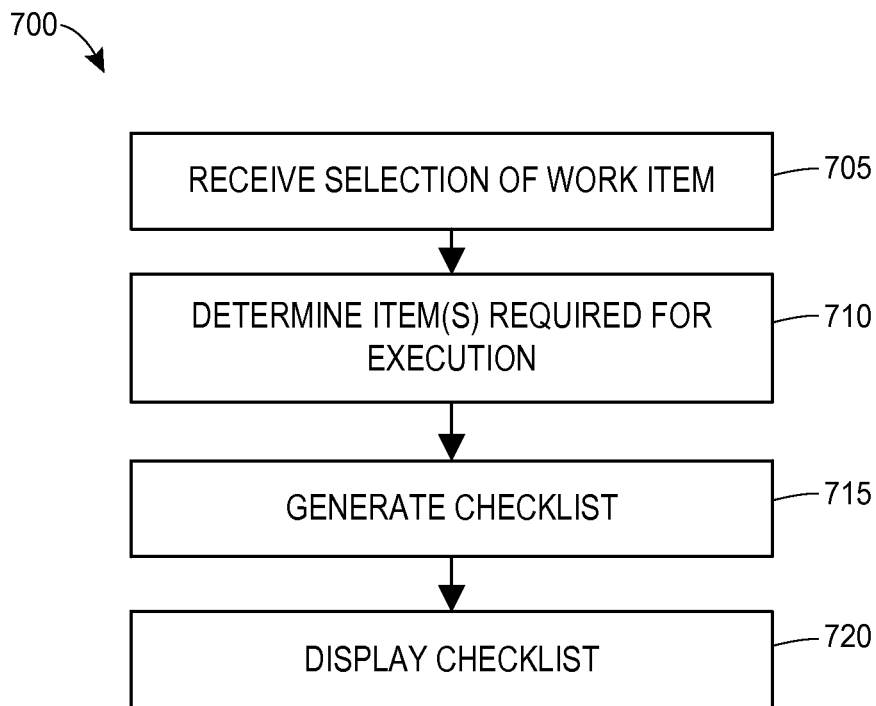 700
RECEIVE SELECTION OF WORK ITEM
705
DETERMINE ITEM(S) REQUIRED FOR
EXECUTION
710
GENERATE CHECKLIST
715
DISPLAY CHECKLIST
720